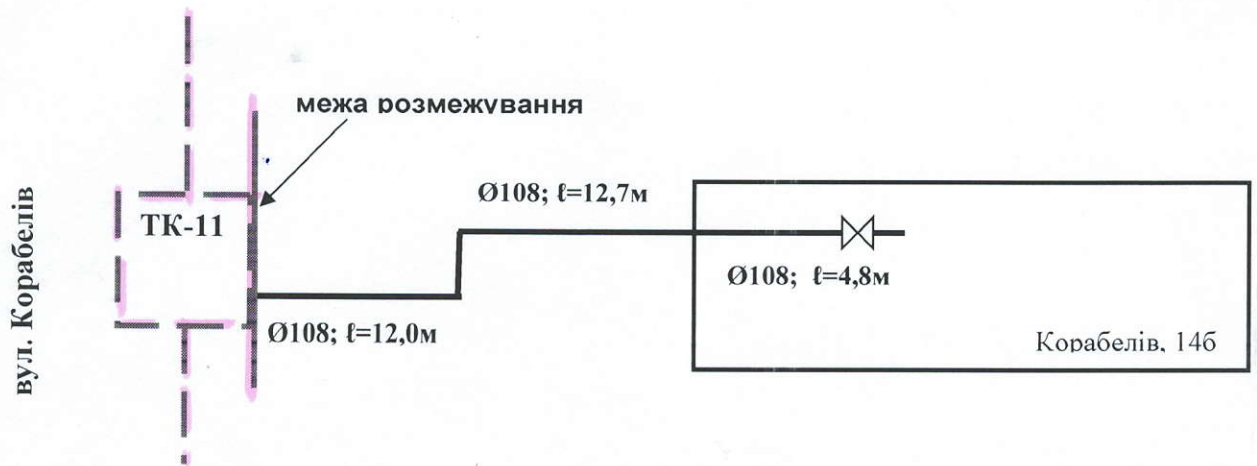 межа розмежування
Ø108; ℓ=12,7м
ТК-11
вул. Корабелів
Ø108; ℓ=4,8м
Ø108; ℓ=12,0м
Корабелів, 14б